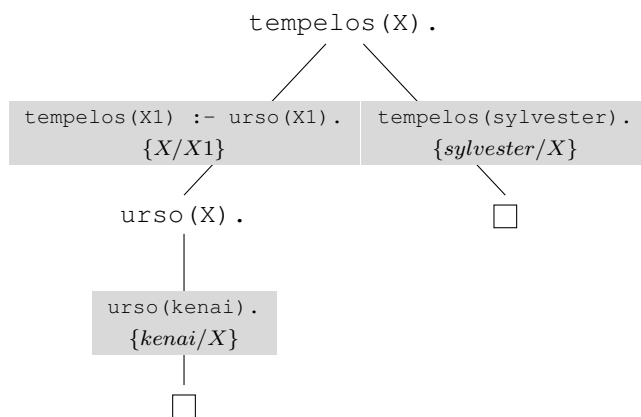 tempelos(X).
tempelos(X1) :- urso(X1).
{X/X1}
tempelos(sylvester).
{sylvester/X}
urso(X).
urso(kenai).
{kenai/X}